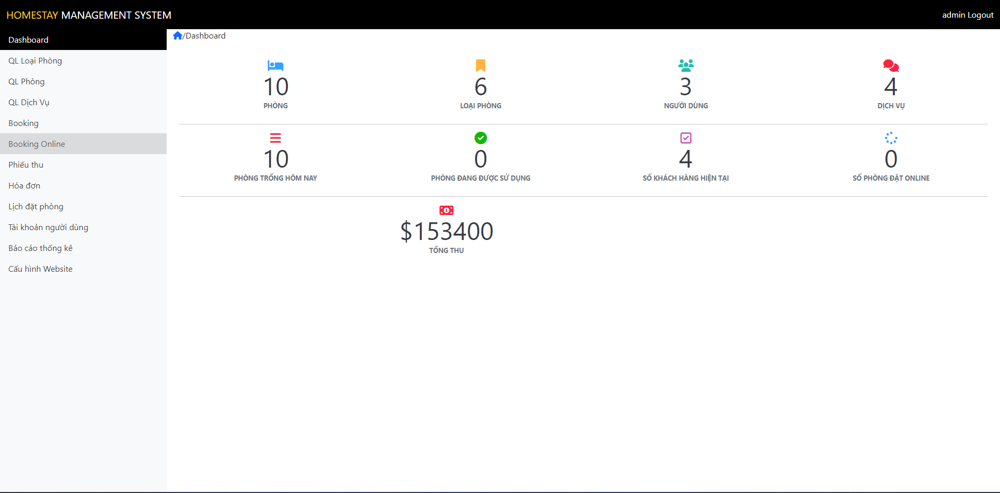 HOMESTAY MANAGEMENT SYSTEM
admin Logout
Dashboard
QL Loại Phòng
QL Phòng
QL Dịch Vụ
Booking
Booking Online
Phiếu thu
Hóa đơn
Lịch đặt phòng
Tài khoản người dùng
Báo cáo thống kê
Cấu hình Website
/Dashboard
10
PHÒNG
6
LOẠI PHÒNG
3
NGƯỜI DÙNG
4
DỊCH VỤ
10
PHÒNG TRỐNG HÔM NAY
0
PHÒNG ĐANG ĐƯỢC SỬ DỤNG
4
SỐ KHÁCH HÀNG HIỆN TẠI
0
SỐ PHÒNG ĐẶT ONLINE
$153400
TỔNG THU